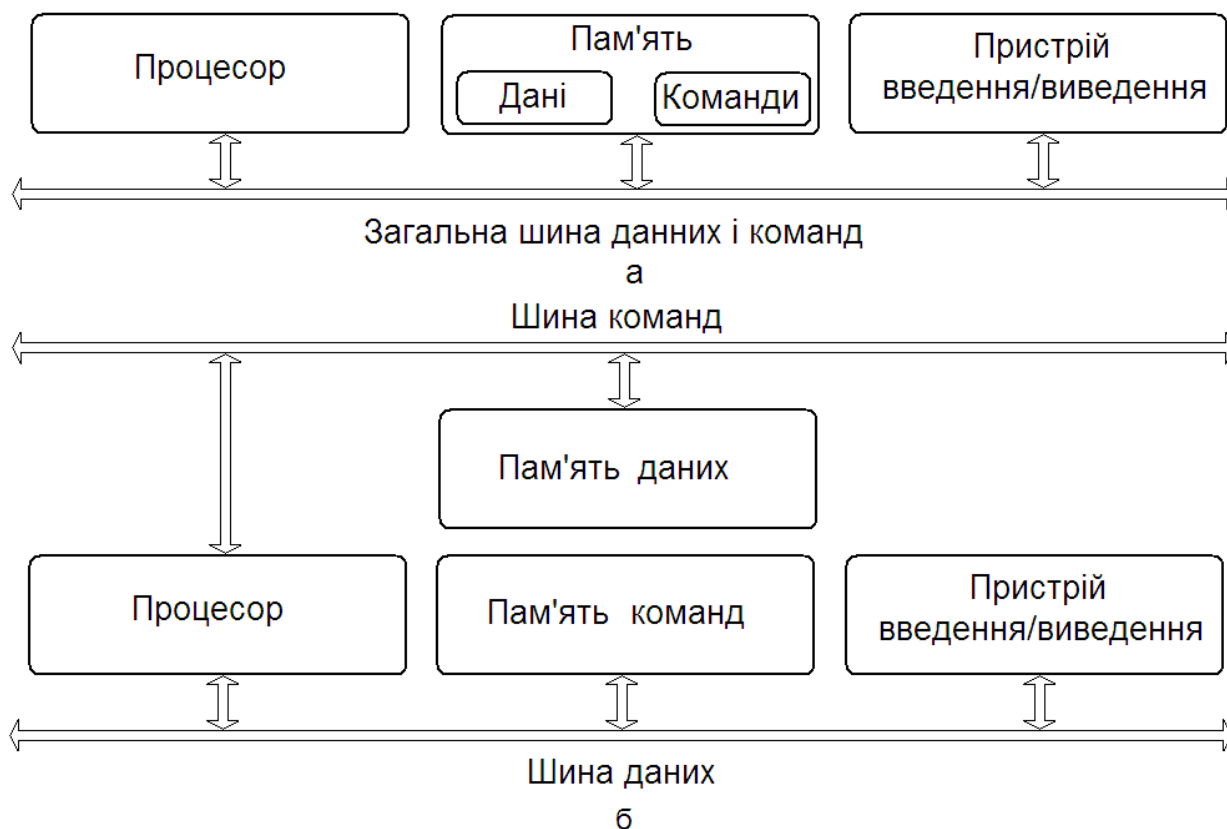 Процесор
Пам'ять
Дані
Команди
Пристрій
введення/виведення
Загальна шина данних і команд
а
Шина команд
Пам'ять даних
Процесор
Пам'ять команд
Пристрій
введення/виведення
Шина даних
б